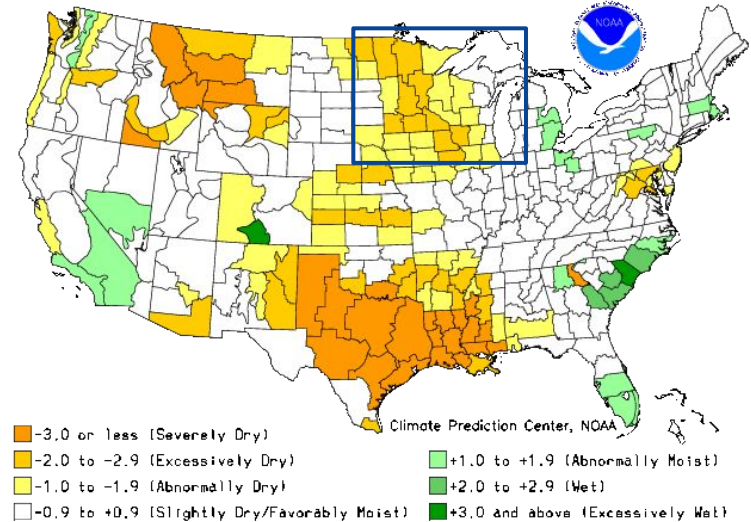 NOAA
Climate Prediction Center, NOAA
-3.0 or less (Severely Dry)
-2.0 to -2.9 (Excessively Dry)
-1.0 to -1.9 (Abnormally Dry)
-0.9 to +0.9 (Slightly Dry/Favorably Moist)
+1.0 to +1.9 (Abnormally Moist)
+2.0 to +2.9 (Wet)
+3.0 and above (Excessively Wet)